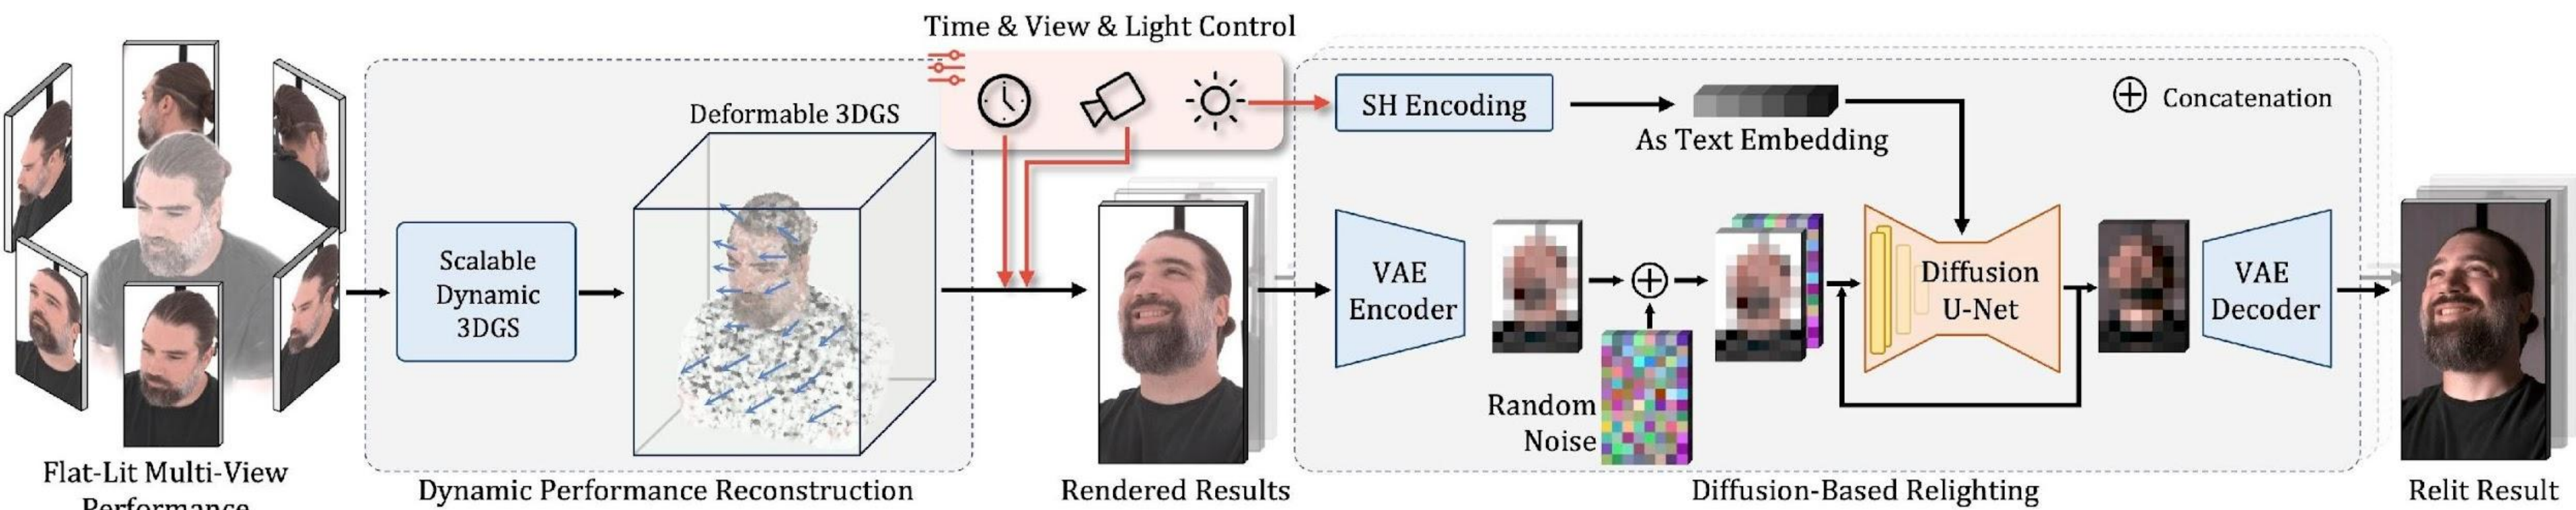 Time & View & Light Control
Deformable 3DGS
SH Encoding
Concatenation
As Text Embedding
Scalable
Dynamic
3DGS
VAE
Encoder
Diffusion
U-Net
VAE
Decoder
Random
Noise
Flat-Lit Multi-View
Performance
Dynamic Performance Reconstruction
Rendered Results
Diffusion-Based Relighting
Relit Result